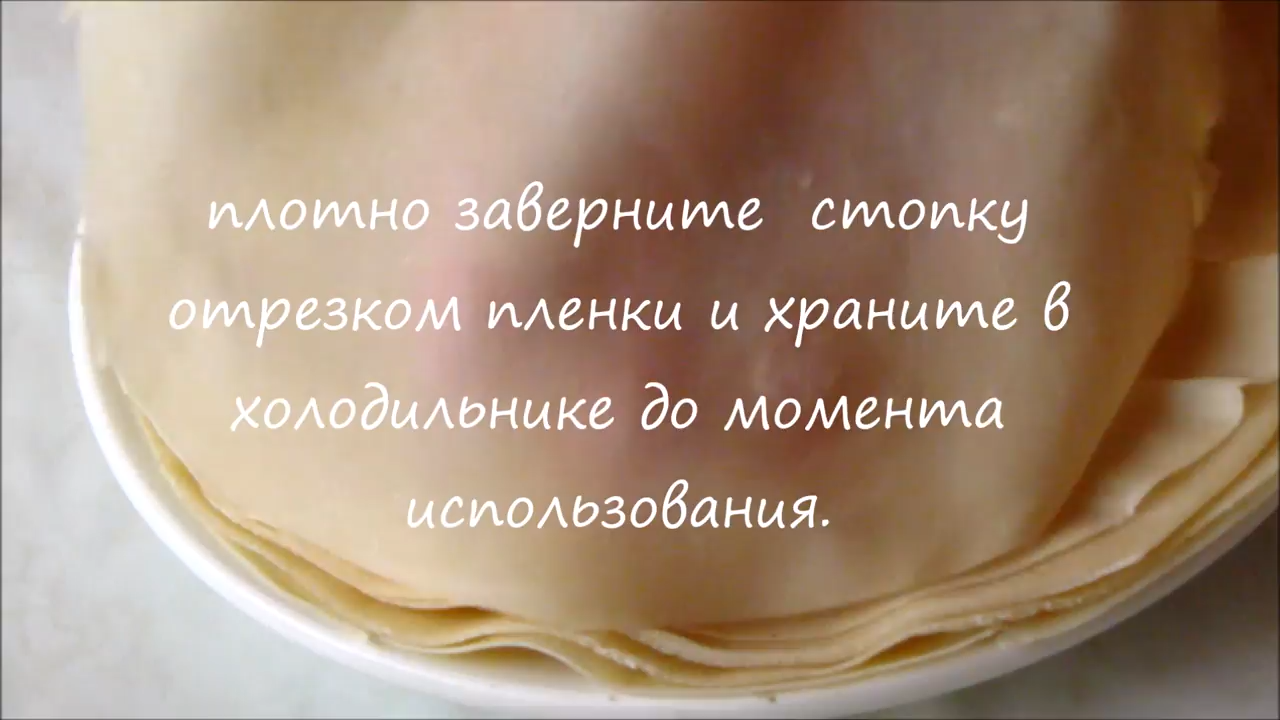 плотно заверните стопку
отрезком пленки и храните в
холодильнике до момента
использования.